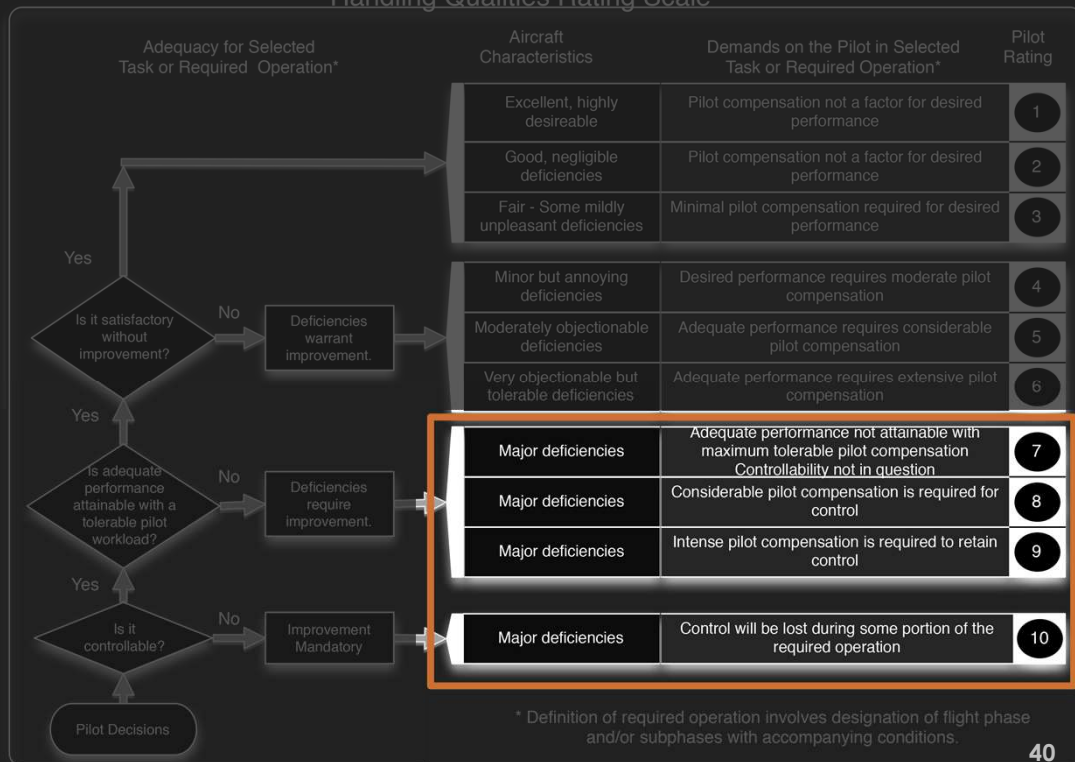 Handling Qualities Rating Scale
Adequacy for Selected
Task or Required Operation*
Aircraft
Characteristics
Demands on the Pilot in Selected
Task or Required Operation*
Pilot
Rating
Excellent, highly
desireable
Pilot compensation not a factor for desired
performance
1
Good, negligible
deficiencies
Pilot compensation not a factor for desired
performance
2
Fair - Some mildly
unpleasant deficiencies
Minimal pilot compensation required for desired
performance
3
Yes
Is it satisfactory
without
improvement?
No
Deficiencies
warrant
improvement.
Minor but annoying
deficiencies
Desired performance requires moderate pilot
compensation
4
Moderately objectionable
deficiencies
Adequate performance requires considerable
pilot compensation
5
Very objectionable but
tolerable deficiencies
Adequate performance requires extensive pilot
compensation
6
Yes
Is adequate
performance
attainable with a
tolerable pilot
workload?
No
Deficiencies
require
improvement.
Major deficiencies
Adequate performance not attainable with
maximum tolerable pilot compensation
Controllability not in question
7
Major deficiencies
Considerable pilot compensation is required for
control
8
Major deficiencies
Intense pilot compensation is required to retain
control
9
Yes
Is it
controllable?
No
Improvement
Mandatory
Major deficiencies
Control will be lost during some portion of the
required operation
10
Pilot Decisions
* Definition of required operation involves designation of flight phase
and/or subphases with accompanying conditions.
40